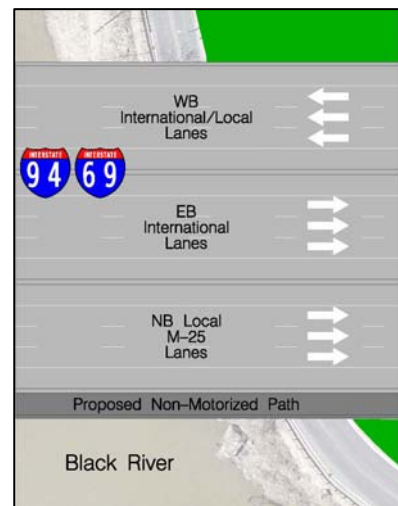 WB
International/Local
Lanes
INTERSTATE INTERSTATE
94 69
EB
International
Lanes
NB Local
M-25
Lanes
Proposed Non-Motorized Path
Black River